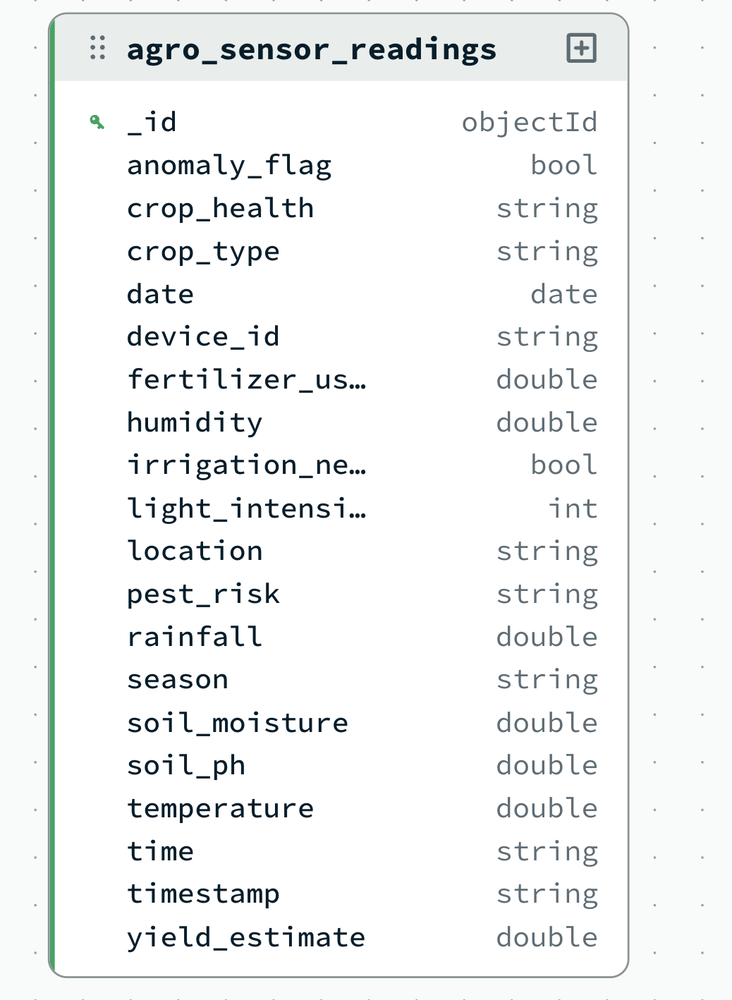 agro_sensor_readings
_id objectId
anomaly_flag bool
crop_health string
crop_type string
date date
device_id string
fertilizer_us… double
humidity double
irrigation_ne… bool
light_intensi… int
location string
pest_risk string
rainfall double
season string
soil_moisture double
soil_ph double
temperature double
time string
timestamp string
yield_estimate double